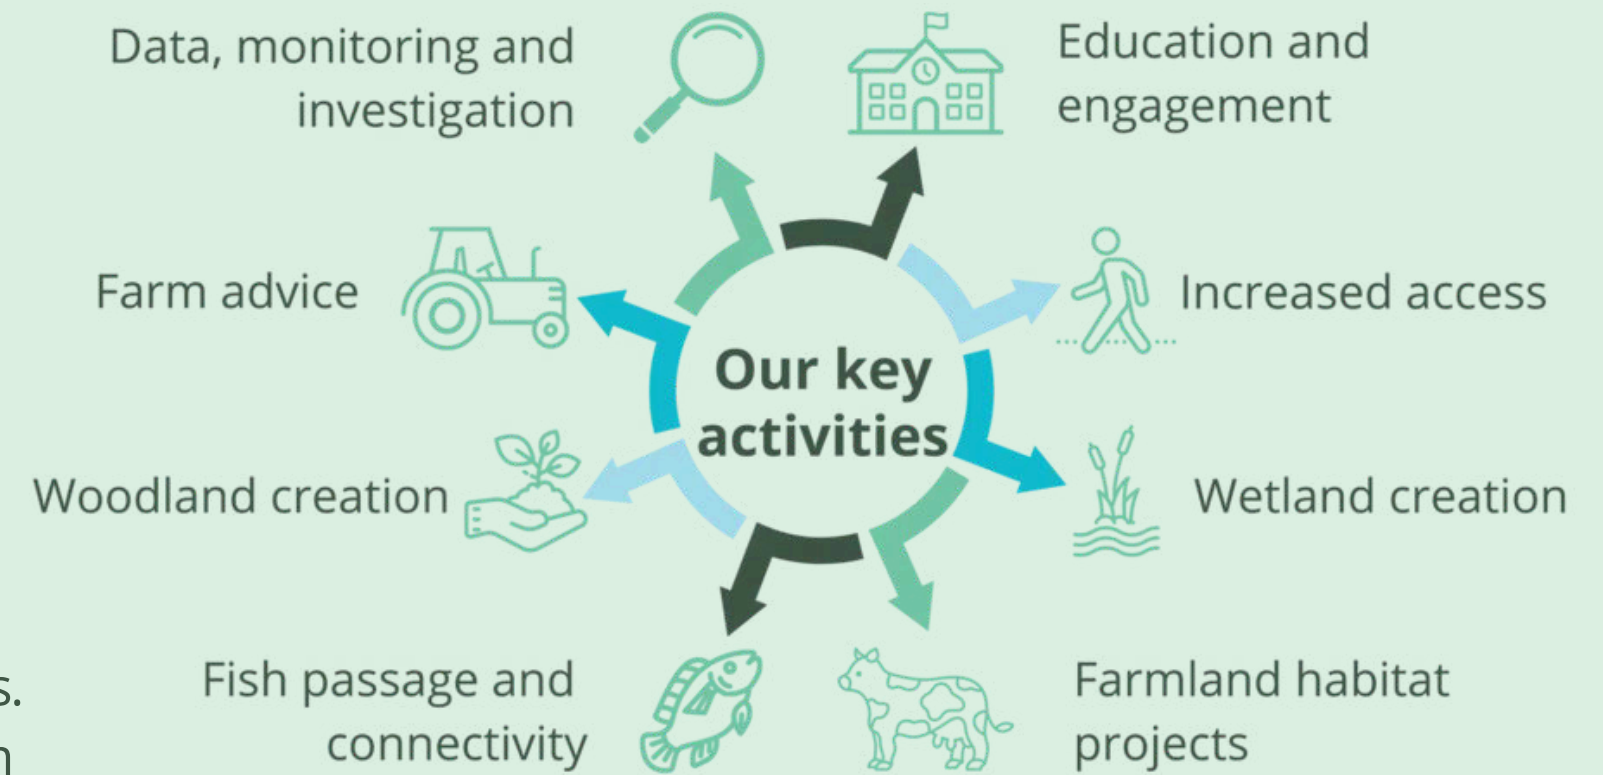 Data, monitoring and
investigation
Education and
engagement
Farm advice
Increased access
Our key
activities
Woodland creation
Wetland creation
Fish passage and
connectivity
Farmland habitat
projects
s.